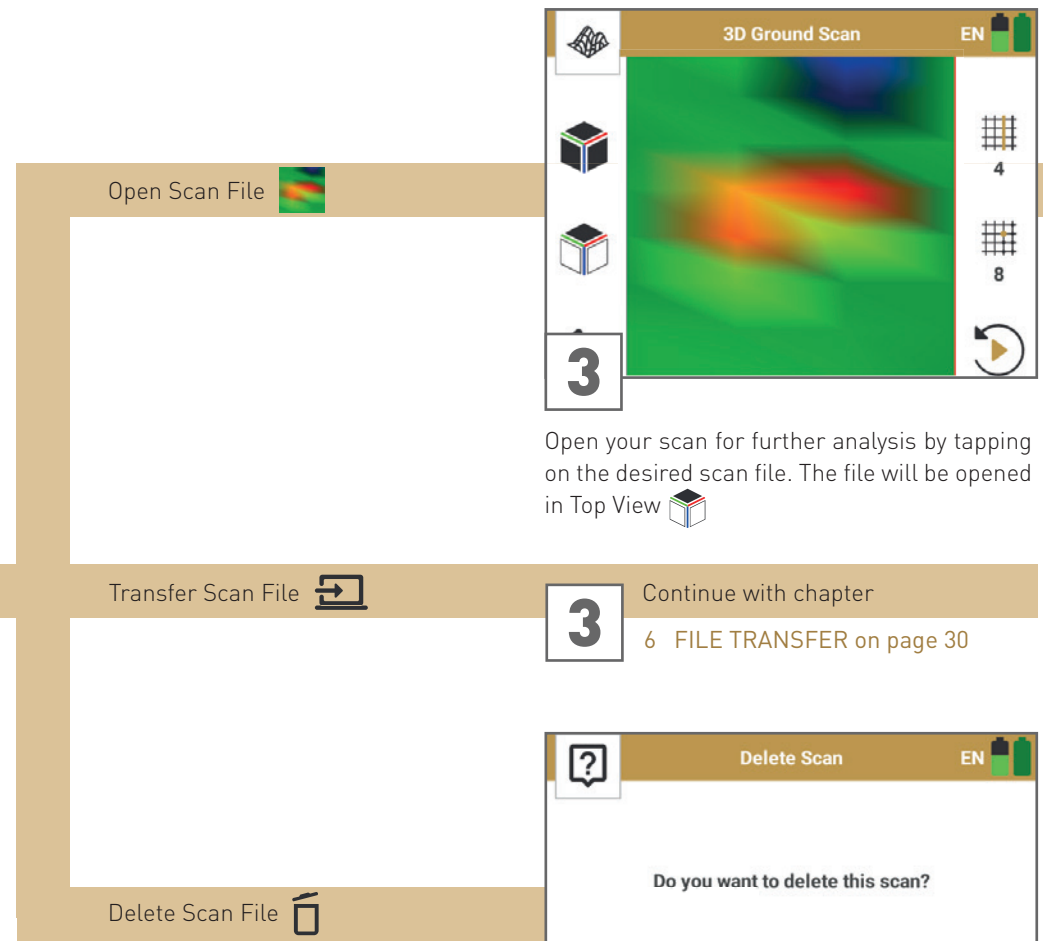 3D Ground Scan EN
4
8
Open Scan File
3
Open your scan for further analysis by tapping
on the desired scan file. The file will be opened
in Top View
Transfer Scan File
3
Continue with chapter
6 FILE TRANSFER on page 30
?
Delete Scan EN
Do you want to delete this scan?
Delete Scan File